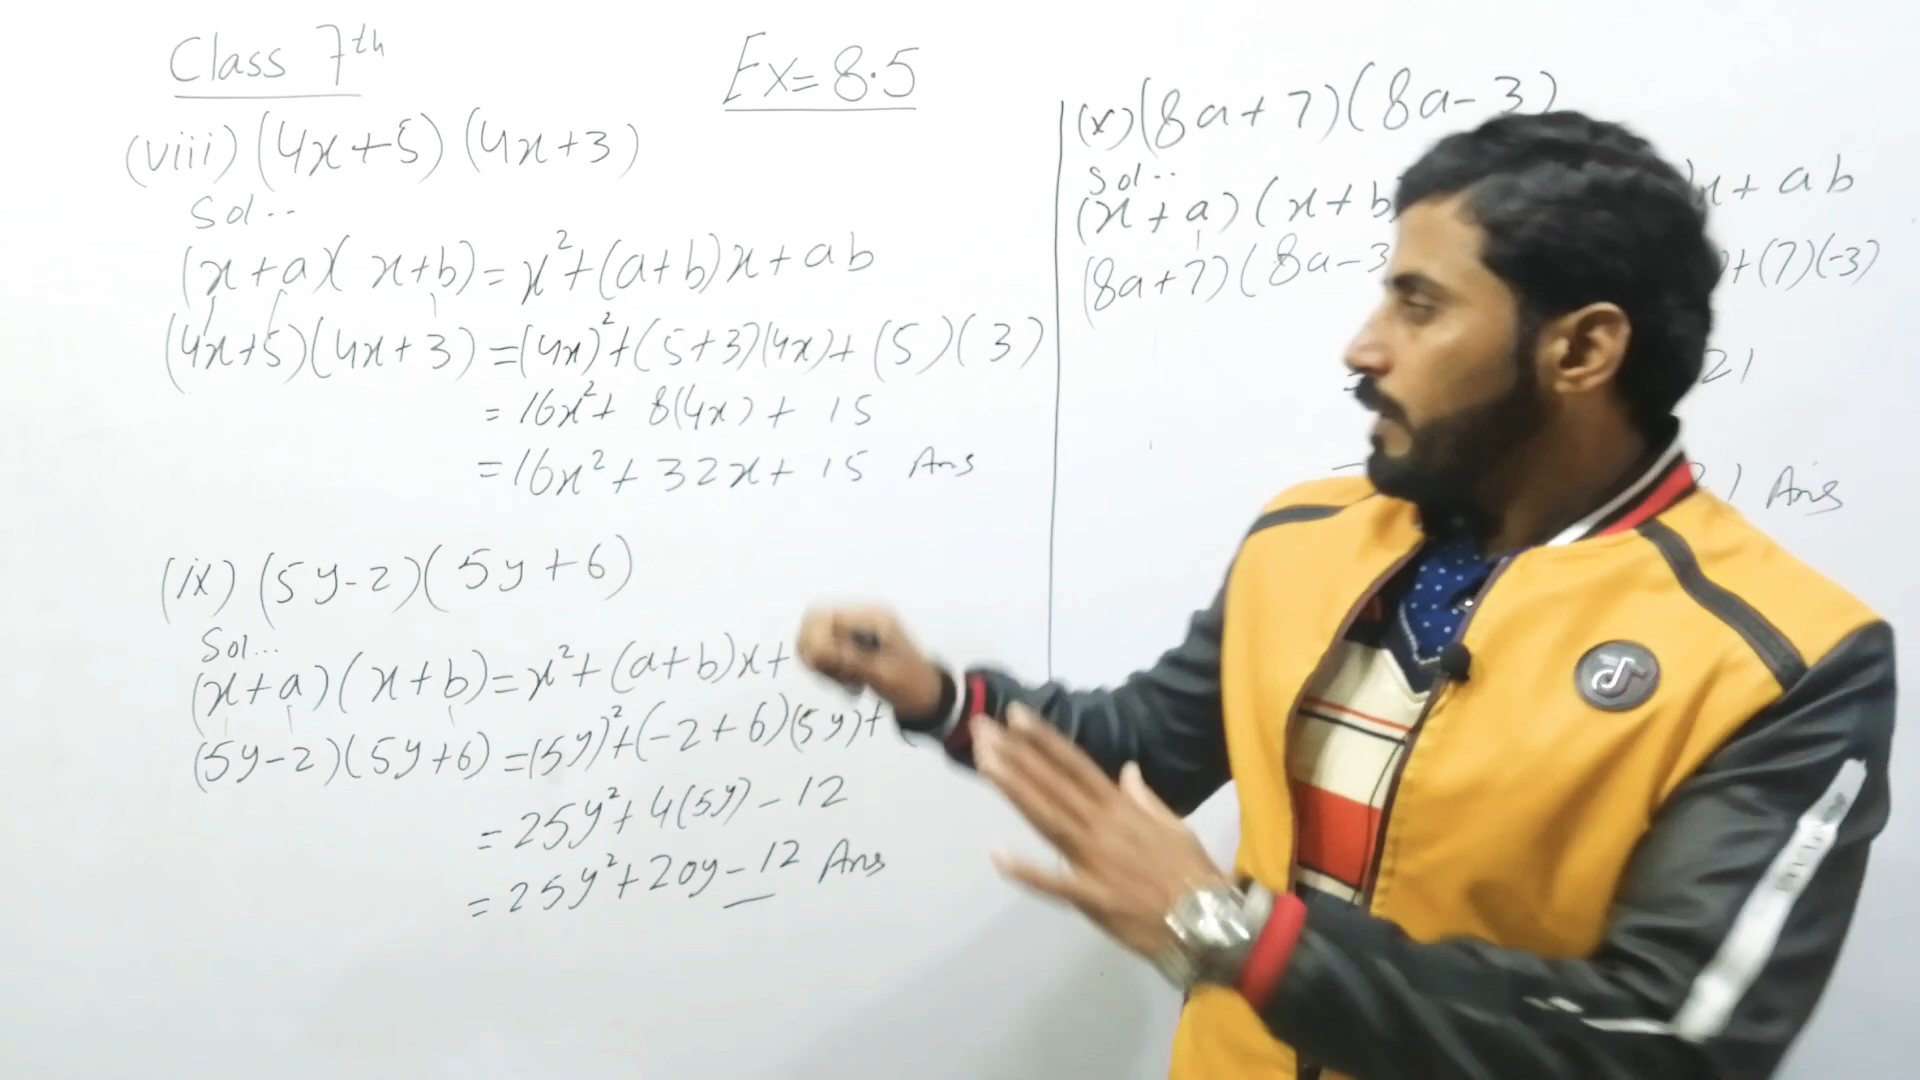 Class 7th
Ex = 8.5
(viii) (4x+5) (4x+3)
Sol..
(x+a)(x+b) = x²+(a+b)x+ab
(4x+5)(4x+3) = (4x)²+(5+3)(4x)+(5)(3)
= 16x²+ 8(4x)+ 15
= 16x²+ 32x+ 15 Ans
(ix) (5y-2)(5y+6)
Sol...
(x+a)(x+b) = x²+(a+b)x+
(5y-2)(5y+6) = (5y)²+(-2+6)(5y)+
= 25y²+ 4(5y) - 12
= 25y²+20y-12 Ans
(x) (8a+7)(8a-3)
Sol..
(x+a)(x+b x+ab
(8a+7)(8a-3 )+(7)(-3)
= 21
Ans